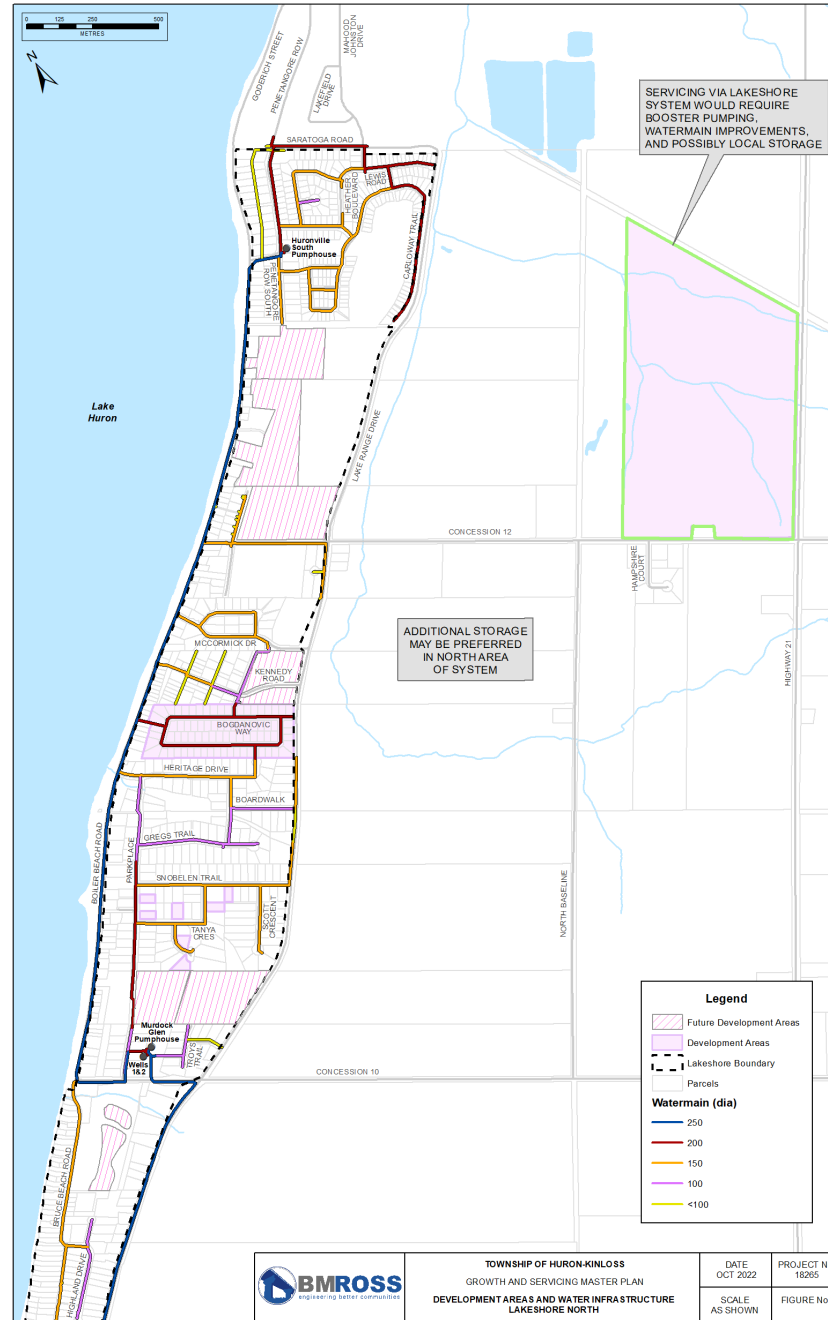 0 125 250 500
METRES
N
GODERICH STREET
PENETANGORE ROW
MAHOOD
JOHNSTON
DRIVE
LAKEFIELD
DRIVE
SERVICING VIA LAKESHORE
SYSTEM WOULD REQUIRE
BOOSTER PUMPING,
WATERMAIN IMPROVEMENTS,
AND POSSIBLY LOCAL STORAGE
SARATOGA ROAD
HEATHER
BOULEVARD
LEWIS
ROAD
CARLOWAY TRAIL
Huronville
South
Pumphouse
PENETANGORE
ROW SOUTH
Lake
Huron
LAKE RANGE DRIVE
CONCESSION 12
HAMPSHIRE
COURT
ADDITIONAL STORAGE
MAY BE PREFERRED
IN NORTH AREA
OF SYSTEM
MCCORMICK DR
KENNEDY
ROAD
HIGHWAY 21
BOGDANOVIC
WAY
HERITAGE DRIVE
BOARDWALK
BOILER BEACH ROAD
PARKPLACE
GREGS TRAIL
SNOBELEN TRAIL
NORTH BASELINE
TANYA
CRES
SCOTT
CRESCENT
Murdock
Glen
Pumphouse
Wells
1&2
TROYS
TRAIL
CONCESSION 10
BRUCE BEACH ROAD
HIGHLAND DRIVE
Legend
Future Development Areas
Development Areas
Lakeshore Boundary
Parcels
Watermain (dia)
250
200
150
100
<100
BMROSS
engineering better communities
TOWNSHIP OF HURON-KINLOSS
GROWTH AND SERVICING MASTER PLAN
DEVELOPMENT AREAS AND WATER INFRASTRUCTURE
LAKESHORE NORTH
DATE
OCT 2022
PROJECT N
18265
SCALE
AS SHOWN
FIGURE No